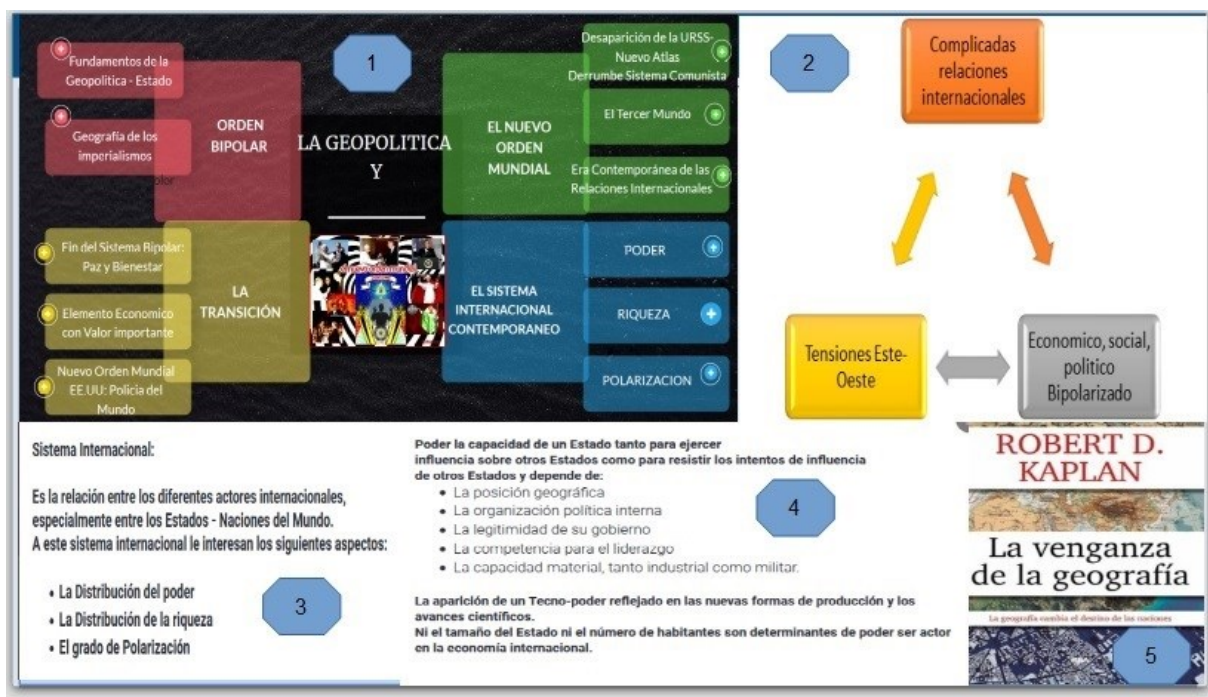 Fundamentos de la
Geopolítica - Estado
Geografía de los
imperialismos
ORDEN
BIPOLAR
1
LA GEOPOLITICA
Y
EL NUEVO
ORDEN
MUNDIAL
Desaparición de la URSS-
Nuevo Atlas
Derrumbe Sistema Comunista
El Tercer Mundo
Era Contemporánea de las
Relaciones Internacionales
Fin del Sistema Bipolar:
Paz y Bienestar
Elemento Economico
con Valor importante
Nuevo Orden Mundial
EE.UU: Policia del
Mundo
LA
TRANSICIÓN
EL SISTEMA
INTERNACIONAL
CONTEMPORANEO
PODER
RIQUEZA
POLARIZACION
2
Complicadas
relaciones
internacionales
Tensiones Este-
Oeste
Economico, social,
politico
Bipolarizado
Sistema Internacional:
Es la relación entre los diferentes actores internacionales,
especialmente entre los Estados - Naciones del Mundo.
A este sistema internacional le interesan los siguientes aspectos:
• La Distribución del poder
• La Distribución de la riqueza
• El grado de Polarización
3
Poder la capacidad de un Estado tanto para ejercer
influencia sobre otros Estados como para resistir los intentos de influencia
de otros Estados y depende de:
• La posición geográfica
• La organización política interna
• La legitimidad de su gobierno
• La competencia para el liderazgo
• La capacidad material, tanto industrial como militar.
4
La aparición de un Tecno-poder reflejado en las nuevas formas de producción y los
avances científicos.
Ni el tamaño del Estado ni el número de habitantes son determinantes de poder ser actor
en la economía internacional.
ROBERT D.
KAPLAN
La venganza
de la geografía
La geografía cambia el destino de las naciones
5